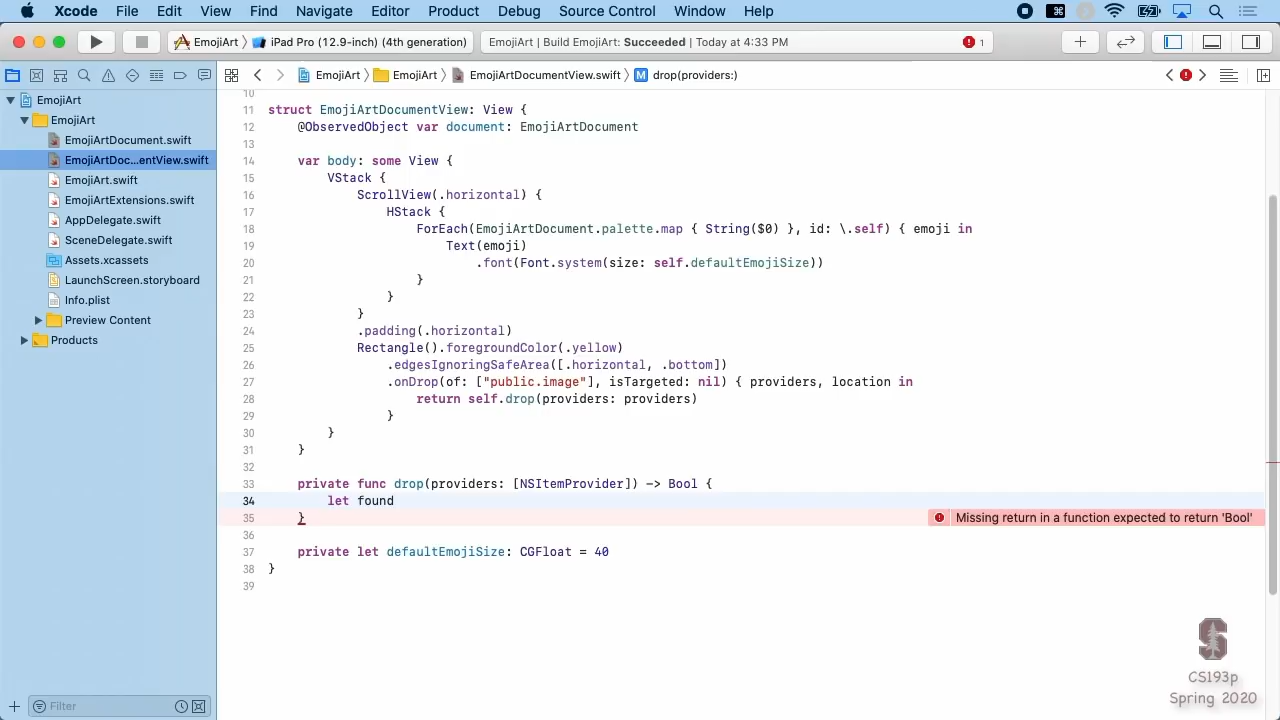 Xcode File Edit View Find Navigate Editor Product Debug Source Control Window Help
EmojiArt iPad Pro (12.9-inch) (4th generation) EmojiArt | Build EmojiArt: Succeeded | Today at 4:33 PM 1
EmojiArt EmojiArt EmojiArtDocumentView.swift M drop(providers:)
EmojiArt
EmojiArt
EmojiArtDocument.swift
EmojiArtDoc...entView.swift
EmojiArt.swift
EmojiArtExtensions.swift
AppDelegate.swift
SceneDelegate.swift
Assets.xcassets
LaunchScreen.storyboard
Info.plist
Preview Content
Products
Filter
10
11 struct EmojiArtDocumentView: View {
12 @ObservedObject var document: EmojiArtDocument
13
14 var body: some View {
15 VStack {
16 ScrollView(.horizontal) {
17 HStack {
18 ForEach(EmojiArtDocument.palette.map { String($0) }, id: \.self) { emoji in
19 Text(emoji)
20 .font(Font.system(size: self.defaultEmojiSize))
21 }
22 }
23 }
24 .padding(.horizontal)
25 Rectangle().foregroundColor(.yellow)
26 .edgesIgnoringSafeArea([.horizontal, .bottom])
27 .onDrop(of: ["public.image"], isTargeted: nil) { providers, location in
28 return self.drop(providers: providers)
29 }
30 }
31 }
32
33 private func drop(providers: [NSItemProvider]) -> Bool {
34 let found
35 } Missing return in a function expected to return 'Bool'
36
37 private let defaultEmojiSize: CGFloat = 40
38 }
39
CS193p
Spring 2020